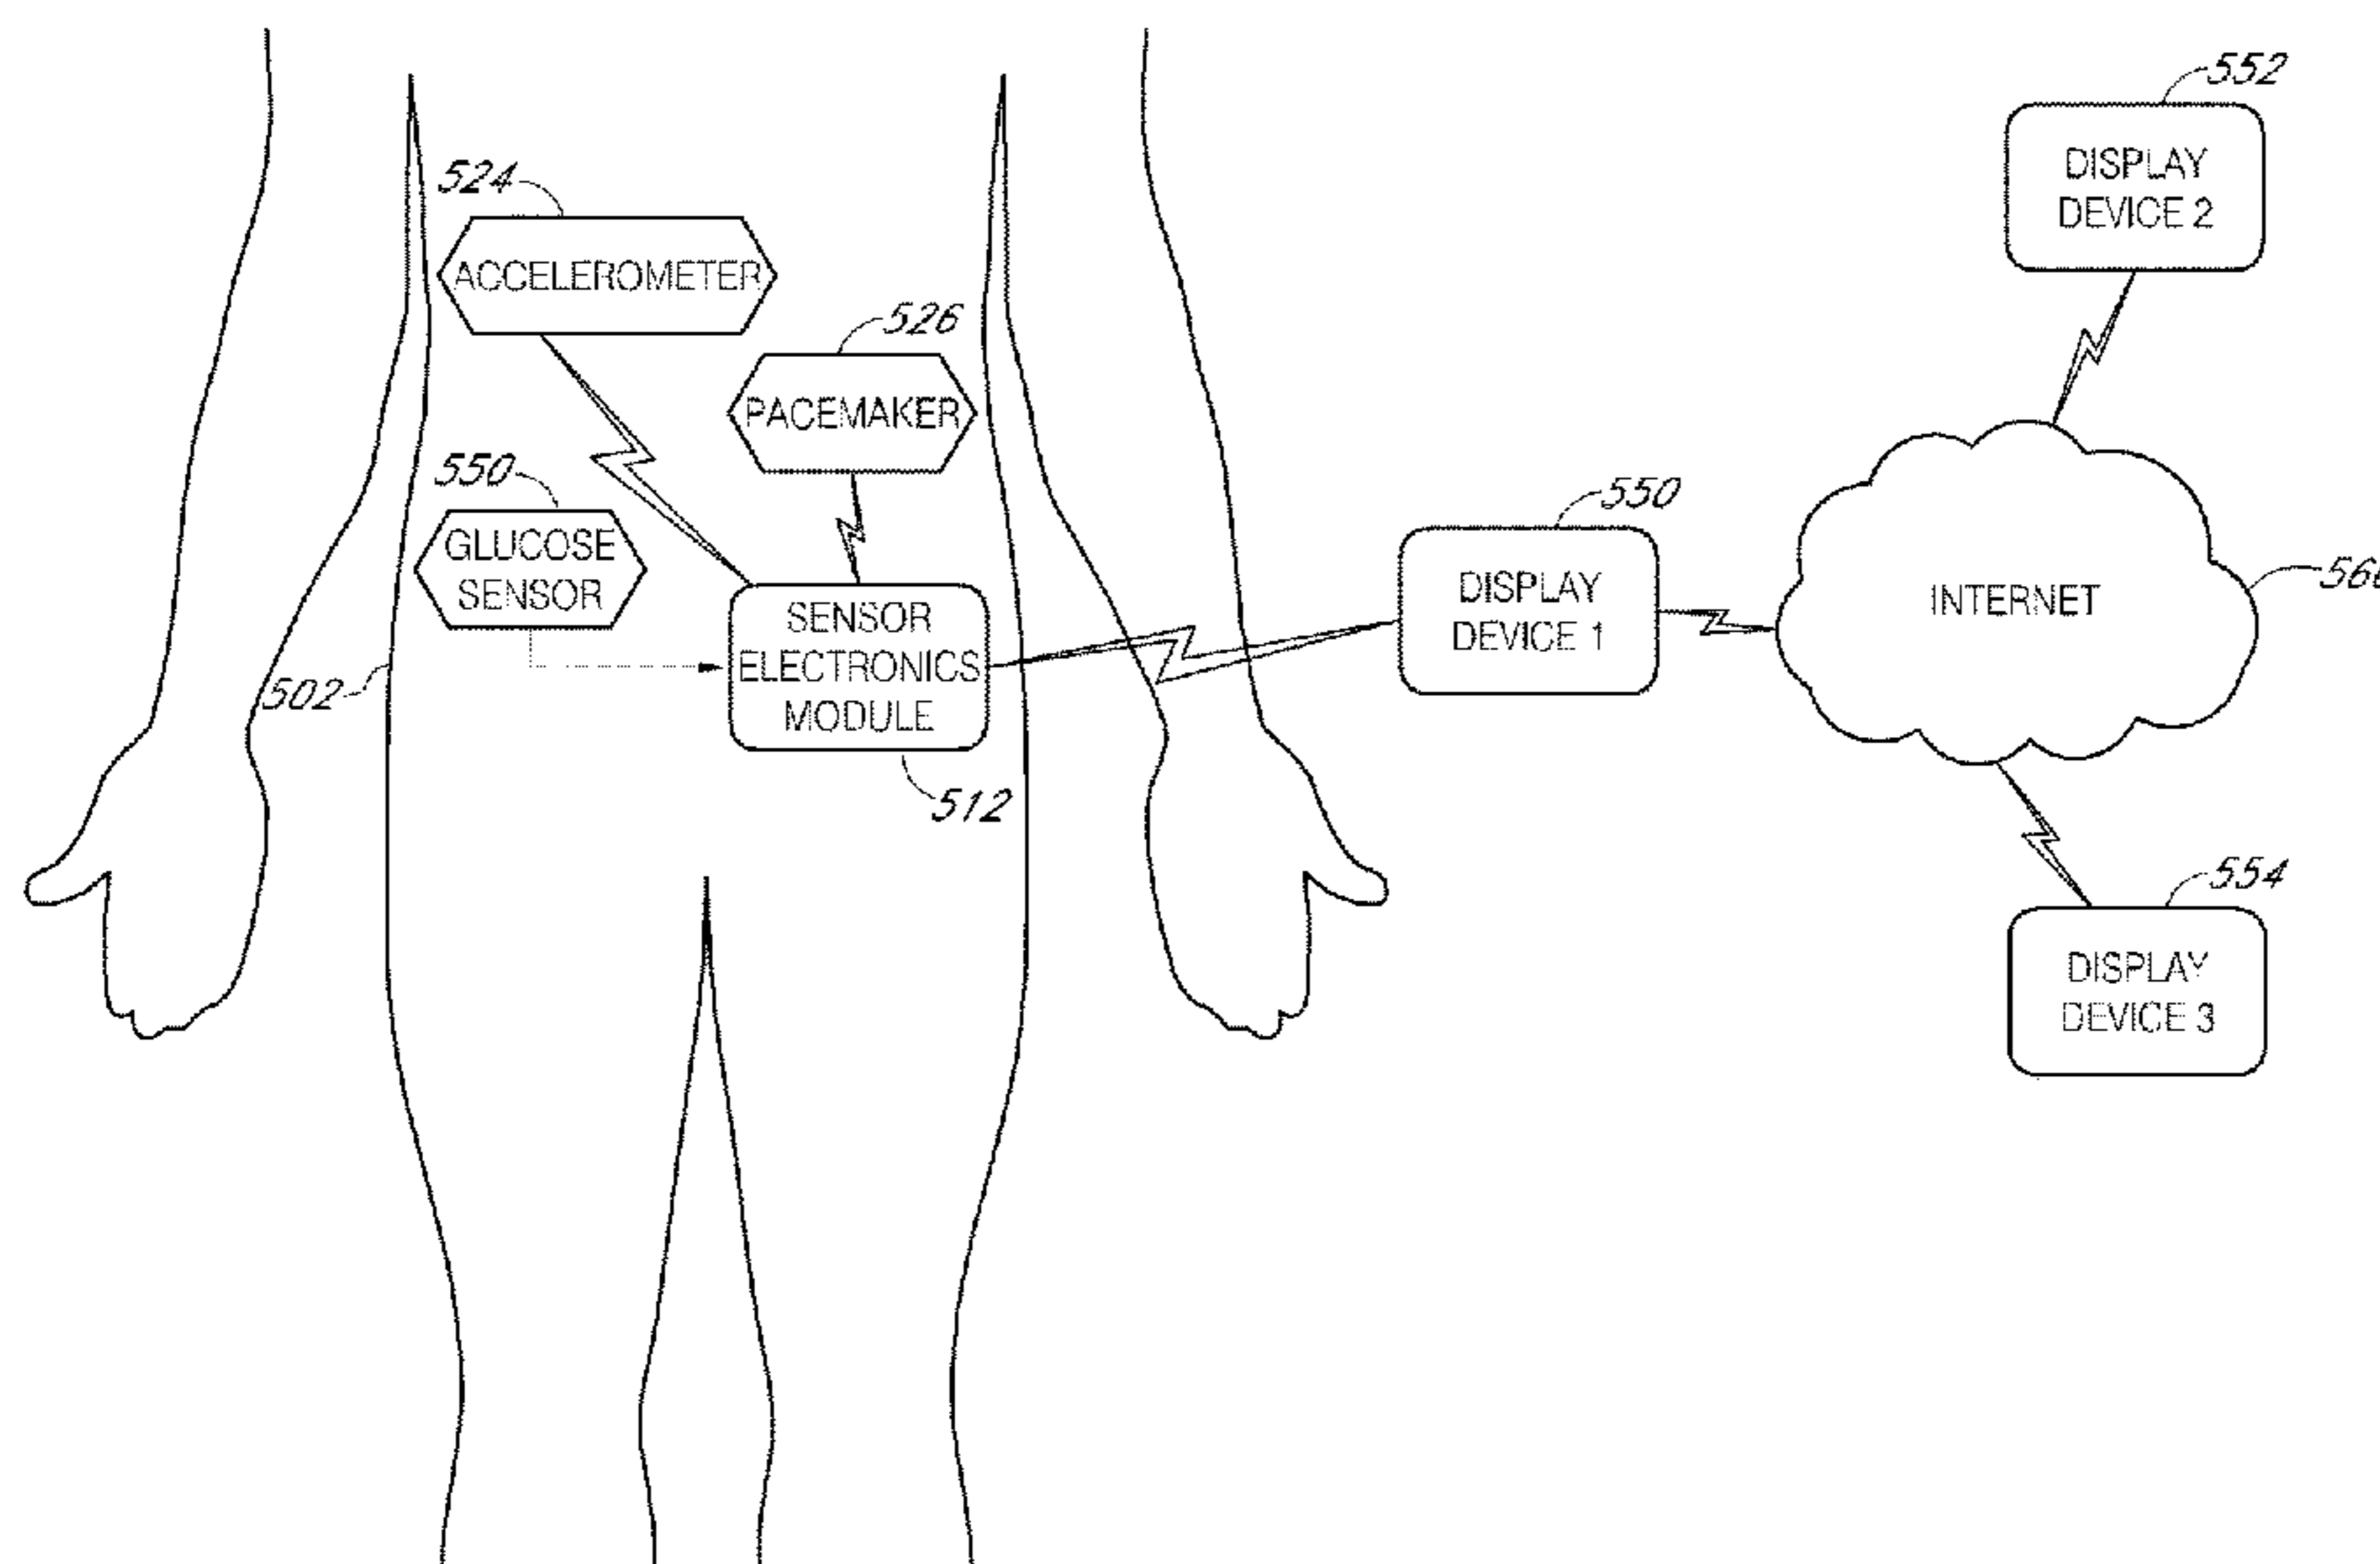 552
DISPLAY
DEVICE 2
524
ACCELEROMETER
526
PACEMAKER
550
GLUCOSE
SENSOR
550
DISPLAY
DEVICE 1
INTERNET
SENSOR
ELECTRONICS
MODULE
502
512
554
DISPLAY
DEVICE 3